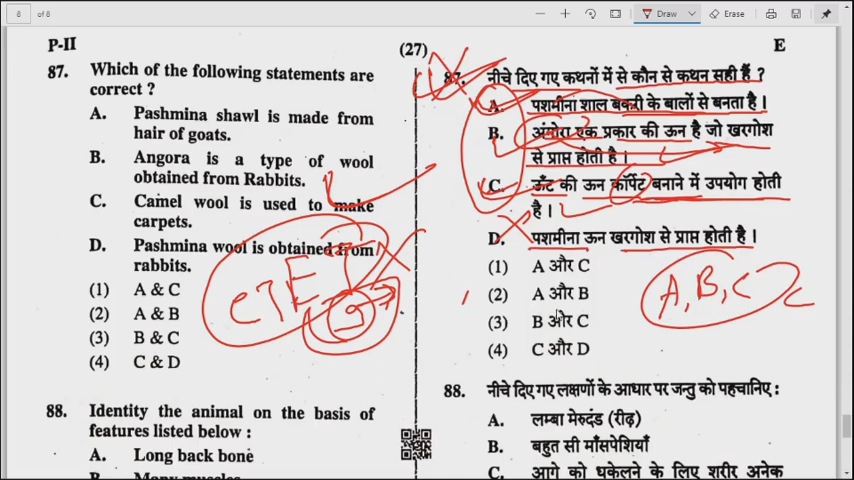 8 of 8
Draw
Erase
P-II
(27)
E
87. Which of the following statements are
correct ?
A. Pashmina shawl is made from
hair of goats.
B. Angora is a type of wool
obtained from Rabbits.
C. Camel wool is used to make
carpets.
D. Pashmina wool is obtained from
rabbits.
(1) A & C
(2) A & B
(3) B & C
(4) C & D
88. Identity the animal on the basis of
features listed below :
A. Long back bone
B. Many muscles
87. नीचे दिए गए कथनों में से कौन से कथन सही हैं ?
A. पशमीना शाल बकरी के बालों से बनता है ।
B. अंगोरा एक प्रकार की ऊन है जो खरगोश
से प्राप्त होती है ।
C. ऊँट की ऊन कॉर्पेट बनाने में उपयोग होती
है ।
D. पशमीना ऊन खरगोश से प्राप्त होती है ।
(1) A और C
(2) A और B
(3) B और C
(4) C और D
88. नीचे दिए गए लक्षणों के आधार पर जन्तु को पहचानिए :
A. लम्बा मेरुदंड (रीढ़)
B. बहुत सी माँसपेशियाँ
C. आगे को धकेलने के लिए शरीर अनेक
CTET
A, B, C